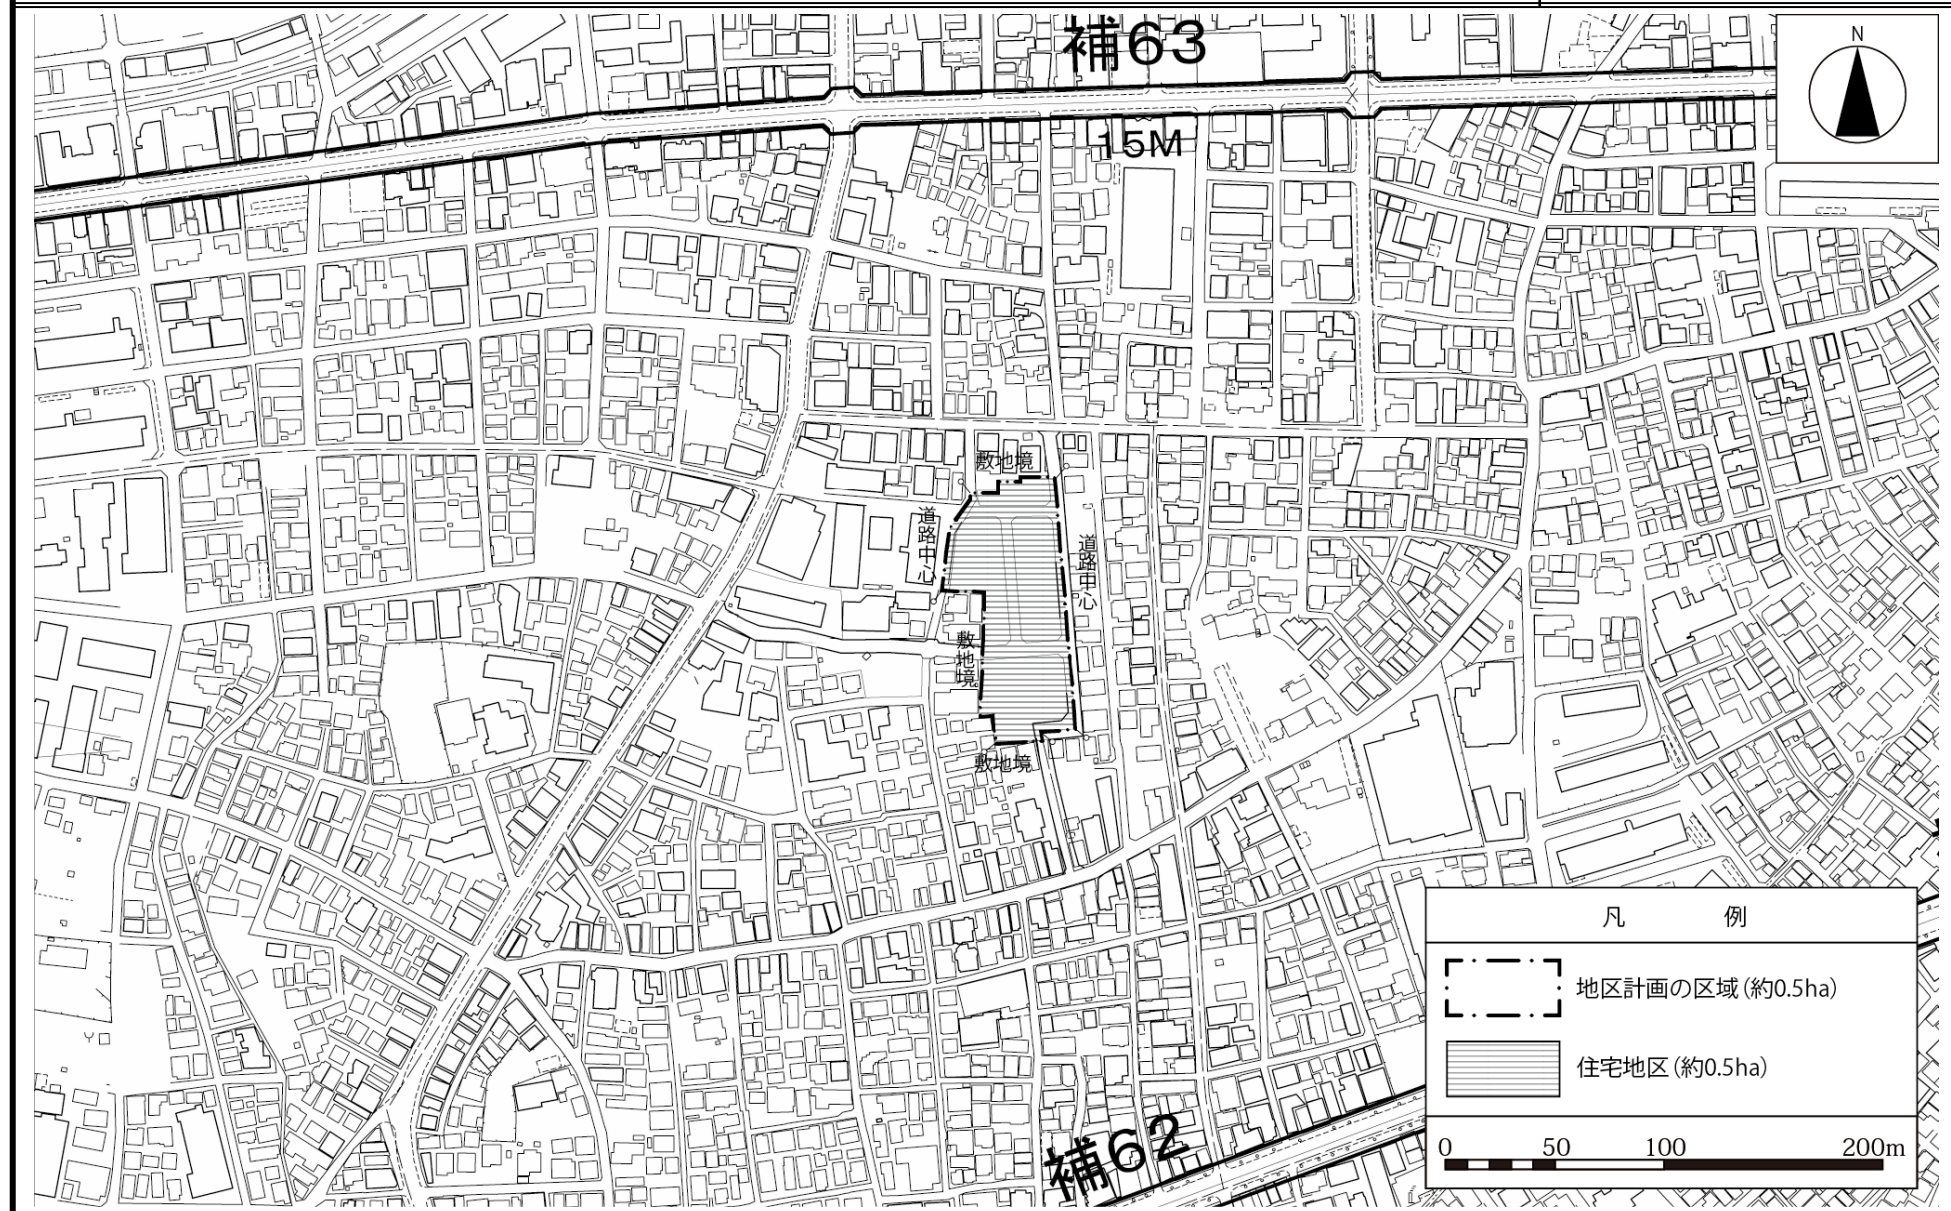 補63
N
15M
敷地境
道路中心
道路中心
敷地境
敷地境
補62
凡 例
地区計画の区域(約0.5ha)
住宅地区(約0.5ha)
0 50 100 200m